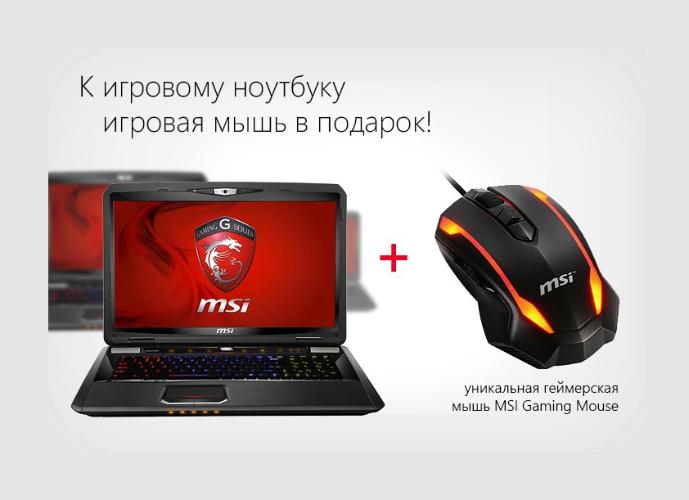 К игровому ноутбуку
игровая мышь в подарок!
GAMING G SERIES
msi
msi
msi
уникальная геймерская
мышь MSI Gaming Mouse